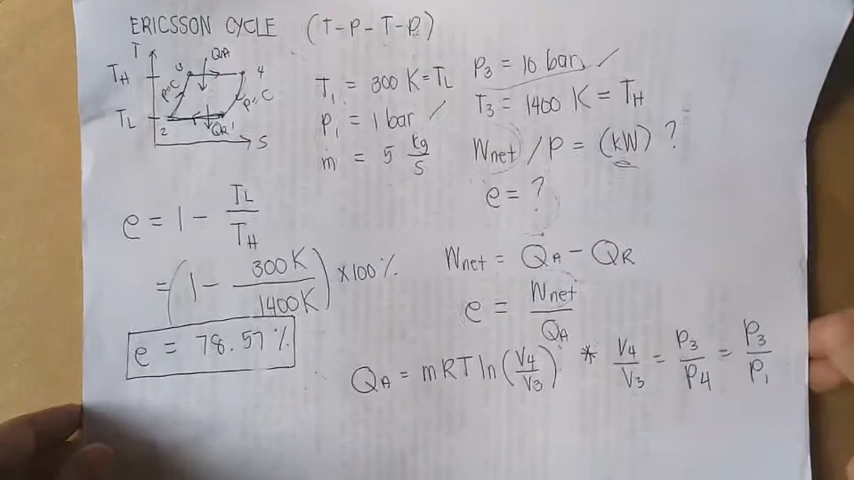 ERICSSON CYCLE (T-P-T-P)
T
QA
TH
3
4
P=C
P=C
TL
2
QR
1
S
T₁ = 300 K = TL
P₁ = 1 bar
ṁ = 5 kg/s
P₃ = 10 bar
T₃ = 1400 K = TH
Wnet / P = (kW) ?
e = ?
e = 1 - TL/TH
= (1 - 300K/1400K) x100%
e = 78.57%
Wnet = QA - QR
e = Wnet/QA
QA = mRT ln(V₄/V₃) * V₄/V₃ = P₃/P₄ = P₃/P₁